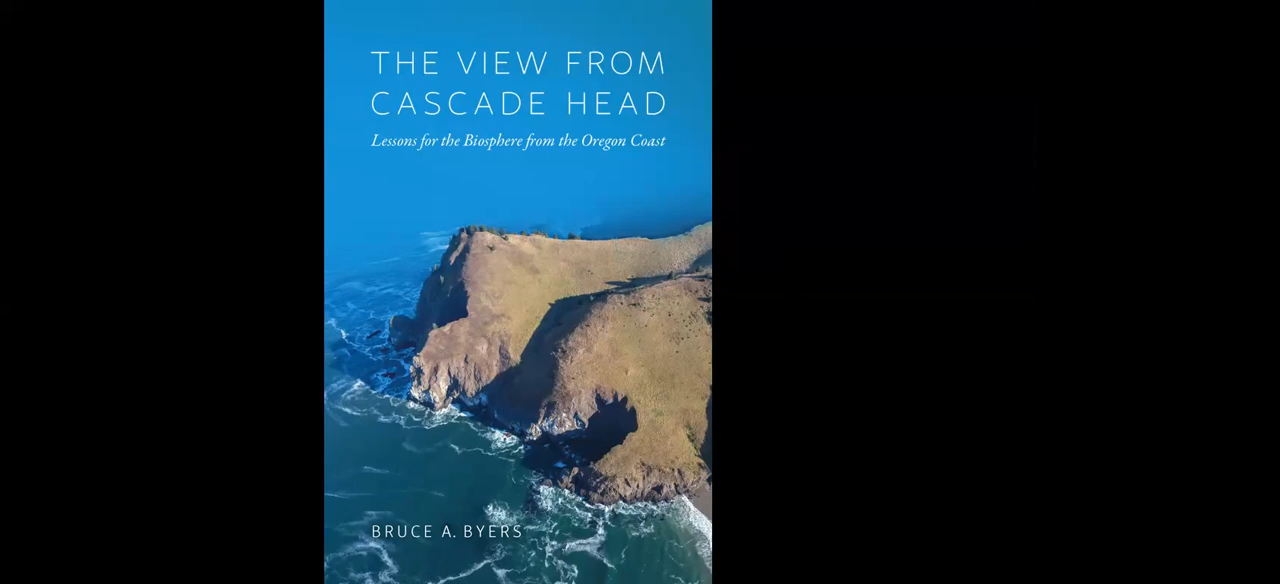 THE VIEW FROM
CASCADE HEAD
Lessons for the Biosphere from the Oregon Coast
BRUCE A. BYERS